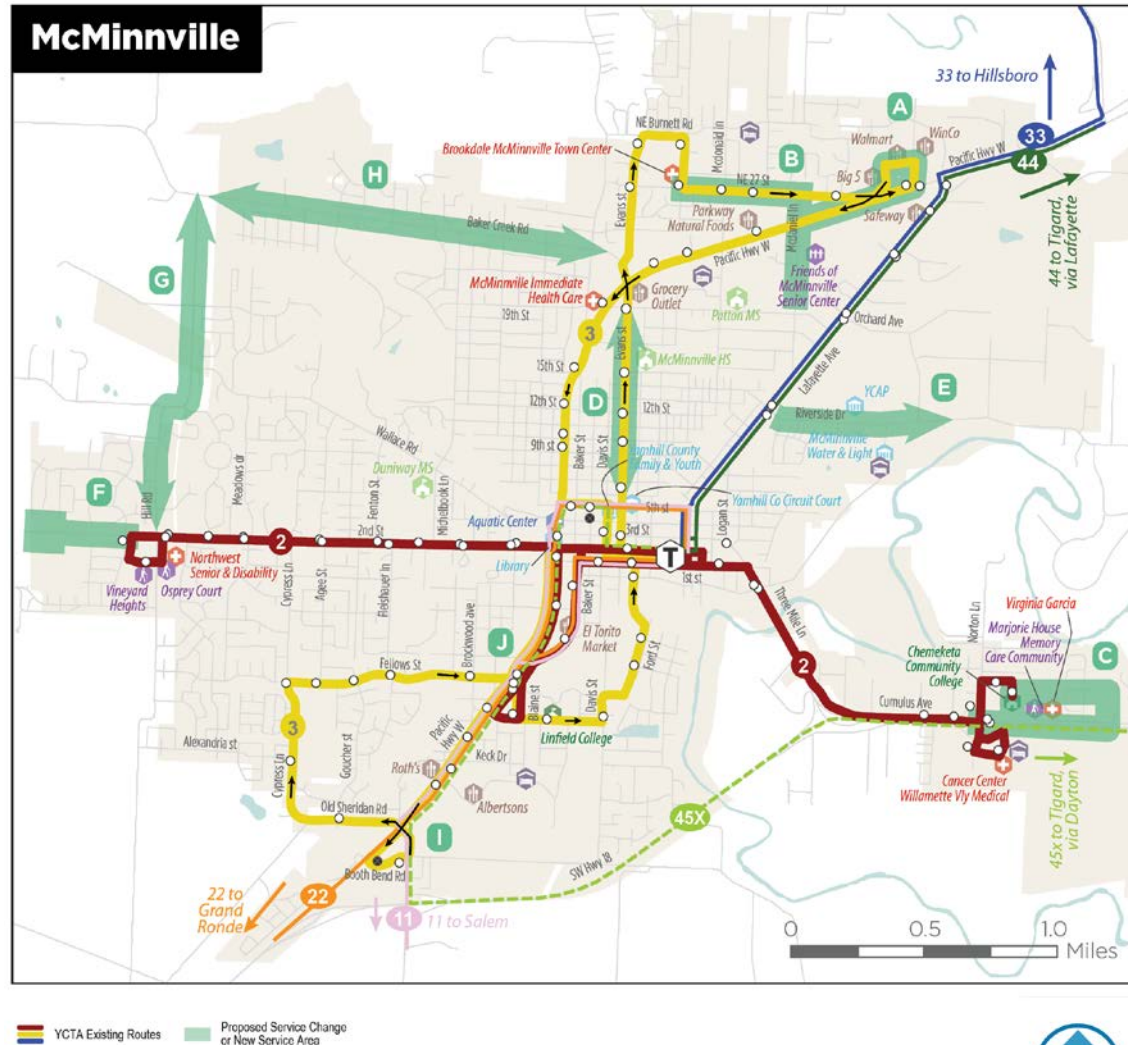 McMinnville
33 to Hillsboro
33
44
44 to Tigard,
via Lafayette
A
Walmart
WinCo
Pacific Hwy W
NE Burnett Rd
Mcdonald ln
Brookdale McMinnville Town Center
B
NE 27 St
Big 5
Parkway
Natural Foods
Mcdaniel Ln
Safeway
H
Baker Creek Rd
Evans st
Pacific Hwy W
Friends of
McMinnville
Senior Center
G
McMinnville Immediate
Health Care
Grocery
Outlet
Patton MS
19th St
3
Orchard Ave
Evans St
McMinnville HS
15th St
Lafayette Ave
D
12th St
12th St
YCAP
E
Riverside Dr
9th st
Baker St
Davis St
McMinnville
Water & Light
Wallace Rd
Duniway MS
Yamhill County
Family & Youth
F
Hill Rd
Meadows dr
Fenton St
Michelbook Ln
Yamhill Co Circuit Court
5th st
Aquatic Center
2nd St
2
3rd St
Logan St
T
Library
1st st
Northwest
Senior & Disability
Vineyard
Heights
Osprey Court
Cypress Ln
Agee St
Fleishauer ln
Baker St
Three Mile Ln
El Torito
Market
Norton Ln
Virginia Garcia
Marjorie House
Memory
Care Community
J
Brockwood ave
Fellows St
Ford st
2
Chemeketa
Community
College
C
Cumulus Ave
Blaine st
Davis St
Linfield College
3
Pacific
Hwy W
Alexandria st
Goucher st
Keck Dr
Roth's
Cypress Ln
Albertsons
Old Sheridan Rd
I
Cancer Center
Willamette Vly Medical
45x to Tigard,
via Dayton
45X
SW Hwy 18
Booth Bend Rd
22 to
Grand
Ronde
22
11
11 to Salem
0
0.5
1.0
Miles
YCTA Existing Routes
Proposed Service Change
or New Service Area